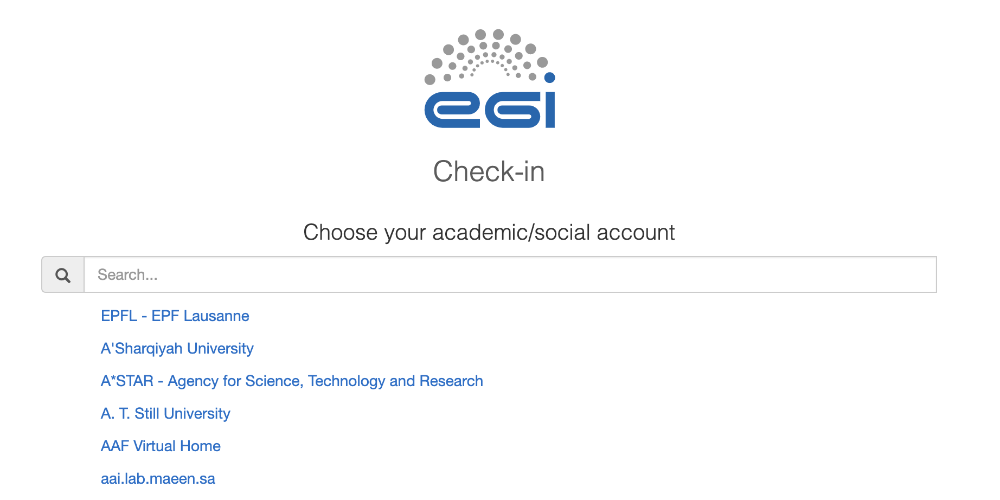 egi
Check-in
Choose your academic/social account
Search...
EPFL - EPF Lausanne
A'Sharqiyah University
A*STAR - Agency for Science, Technology and Research
A. T. Still University
AAF Virtual Home
aai.lab.maeen.sa